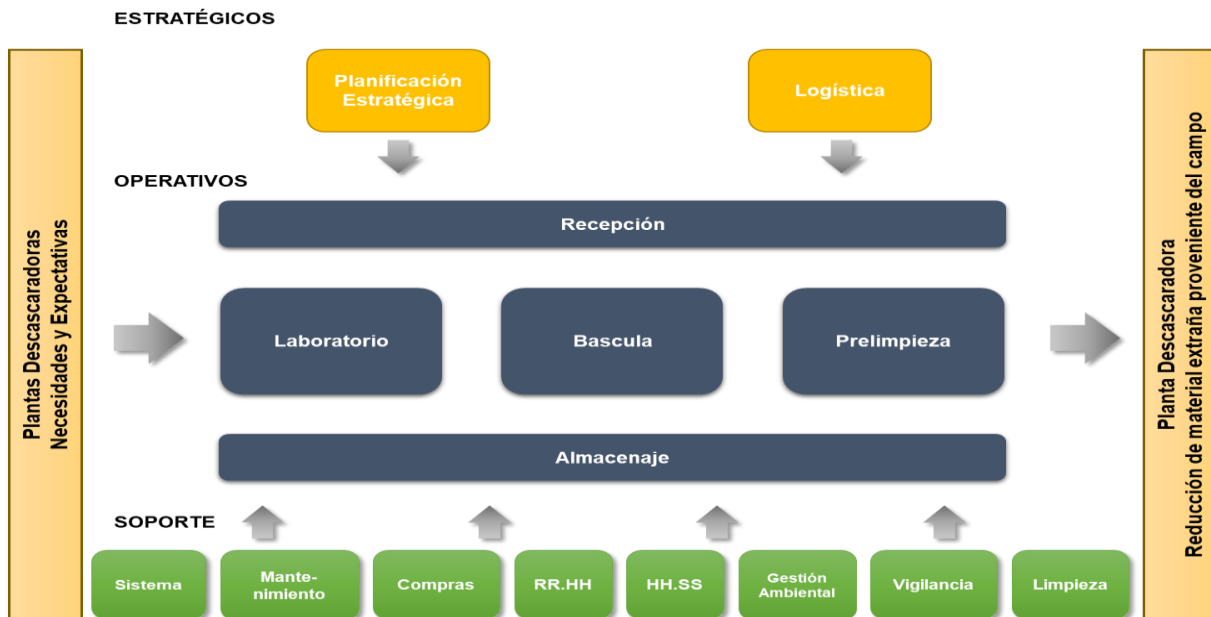 ESTRATÉGICOS
Plantas Descascaradoras
Necesidades y Expectativas
Planificación
Estratégica
Logística
OPERATIVOS
Recepción
Laboratorio
Bascula
Prelimpieza
Almacenaje
SOPORTE
Sistema
Mante-
nimiento
Compras
RR.HH
HH.SS
Gestión
Ambiental
Vigilancia
Limpieza
Planta Descascaradora
Reducción de material extraña proveniente del campo